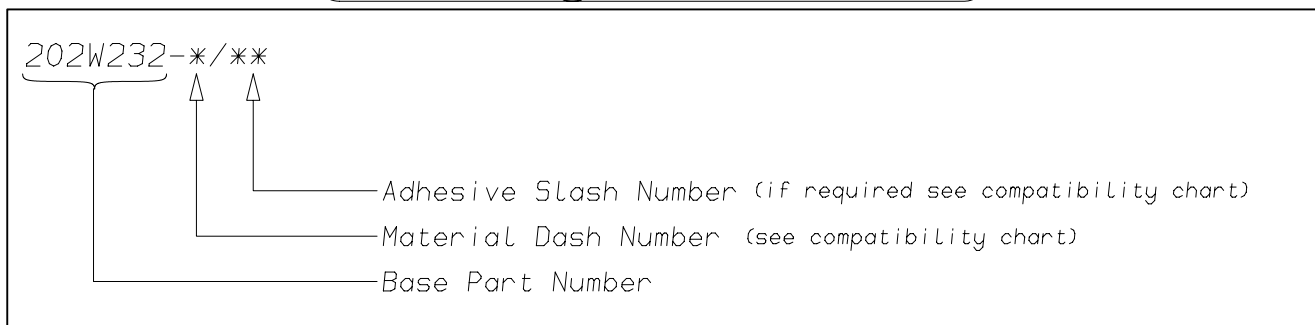 202W232-*/**
Adhesive Slash Number (if required see compatibility chart)
Material Dash Number (see compatibility chart)
Base Part Number